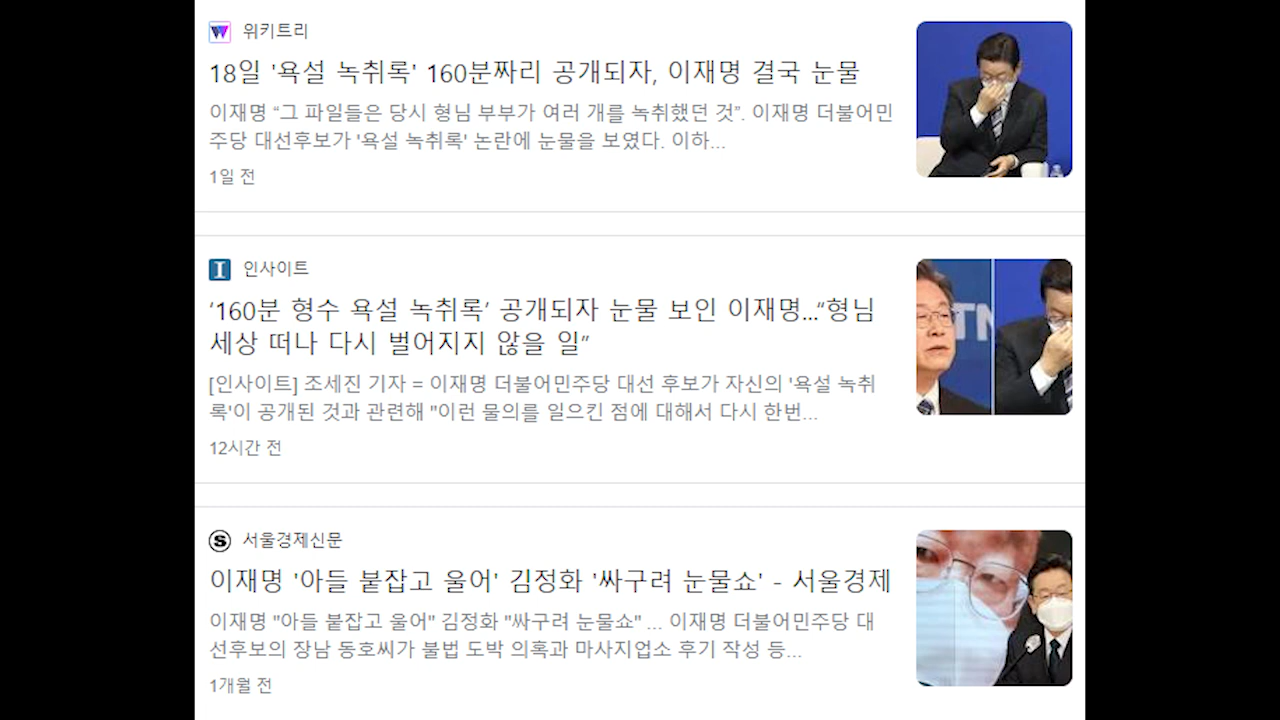 위키트리
18일 '욕설 녹취록' 160분짜리 공개되자, 이재명 결국 눈물
이재명 “그 파일들은 당시 형님 부부가 여러 개를 녹취했던 것”. 이재명 더불어민
주당 대선후보가 '욕설 녹취록' 논란에 눈물을 보였다. 이하...
1일 전
인사이트
‘160분 형수 욕설 녹취록’ 공개되자 눈물 보인 이재명...“형님
세상 떠나 다시 벌어지지 않을 일”
[인사이트] 조세진 기자 = 이재명 더불어민주당 대선 후보가 자신의 '욕설 녹취
록'이 공개된 것과 관련해 "이런 물의를 일으킨 점에 대해서 다시 한번...
12시간 전
서울경제신문
이재명 '아들 붙잡고 울어' 김정화 '싸구려 눈물쇼' - 서울경제
이재명 "아들 붙잡고 울어" 김정화 "싸구려 눈물쇼" ... 이재명 더불어민주당 대
선후보의 장남 동호씨가 불법 도박 의혹과 마사지업소 후기 작성 등...
1개월 전